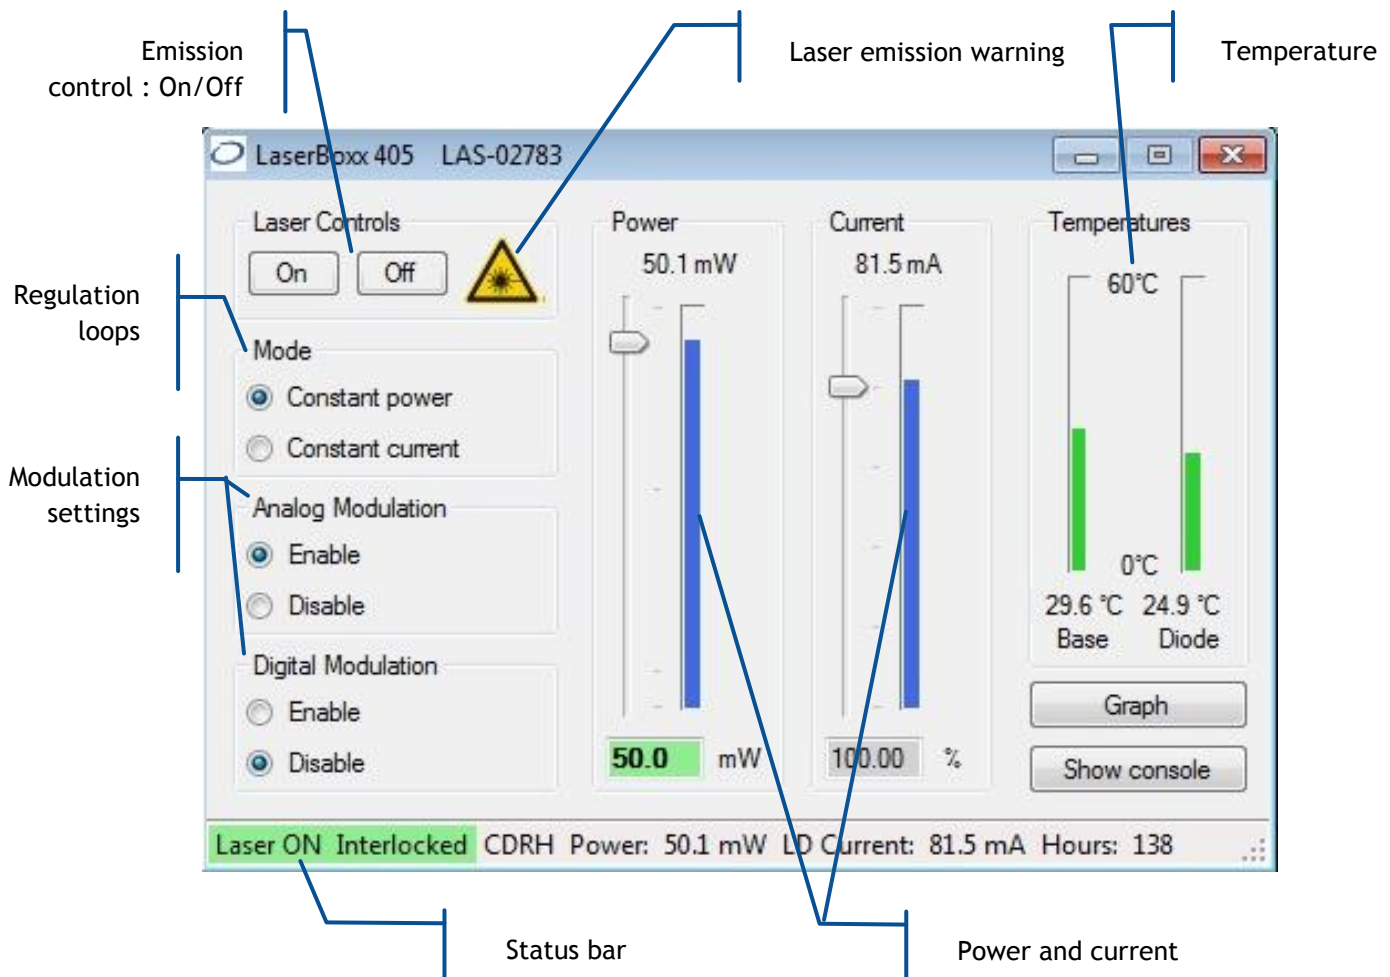 Emission
control : On/Off
Laser emission warning
Temperature
LaserBoxx 405 LAS-02783
Laser Controls
On Off
Regulation
loops
Mode
Constant power
Constant current
Modulation
settings
Analog Modulation
Enable
Disable
Digital Modulation
Enable
Disable
Power
50.1 mW
50.0 mW
Current
81.5 mA
100.00 %
Temperatures
60°C
0°C
29.6 °C 24.9 °C
Base Diode
Graph
Show console
Laser ON Interlocked CDRH Power: 50.1 mW LD Current: 81.5 mA Hours: 138
Status bar
Power and current